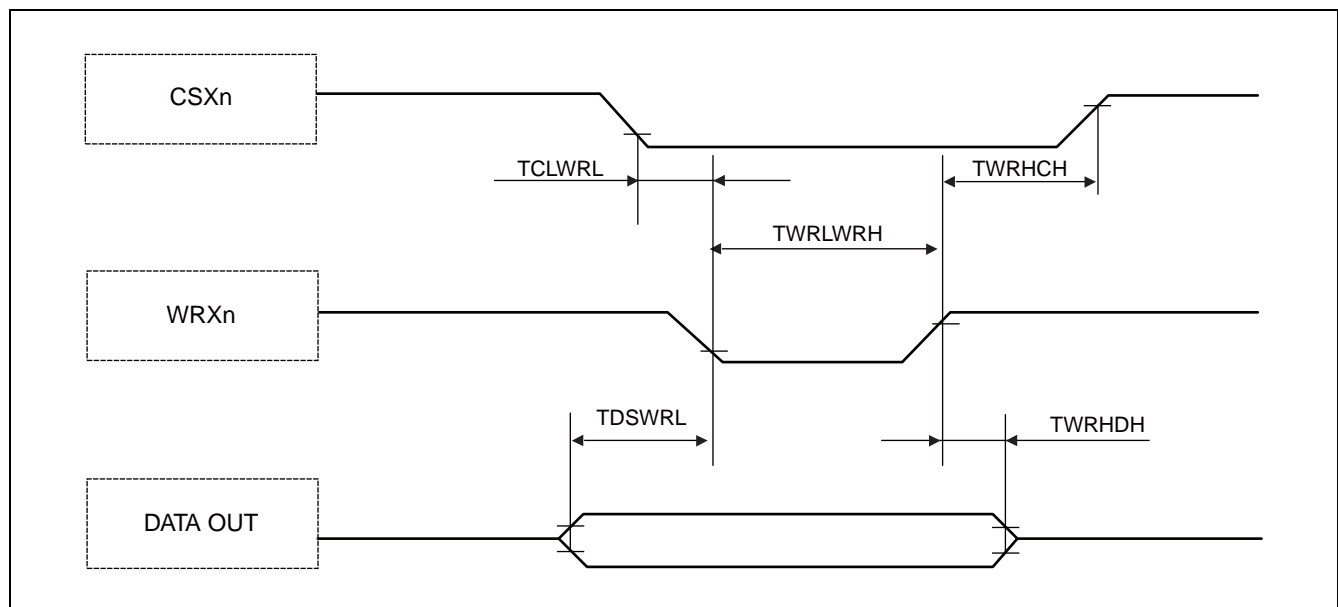 CSXn
TCLWRL
TWRHCH
TWRLWRH
WRXn
TDSWRL
TWRHDH
DATA OUT